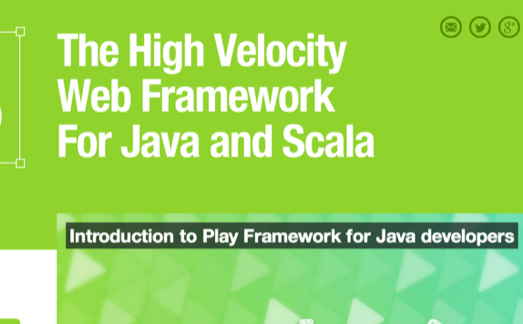 The High Velocity
Web Framework
For Java and Scala
Introduction to Play Framework for Java developers